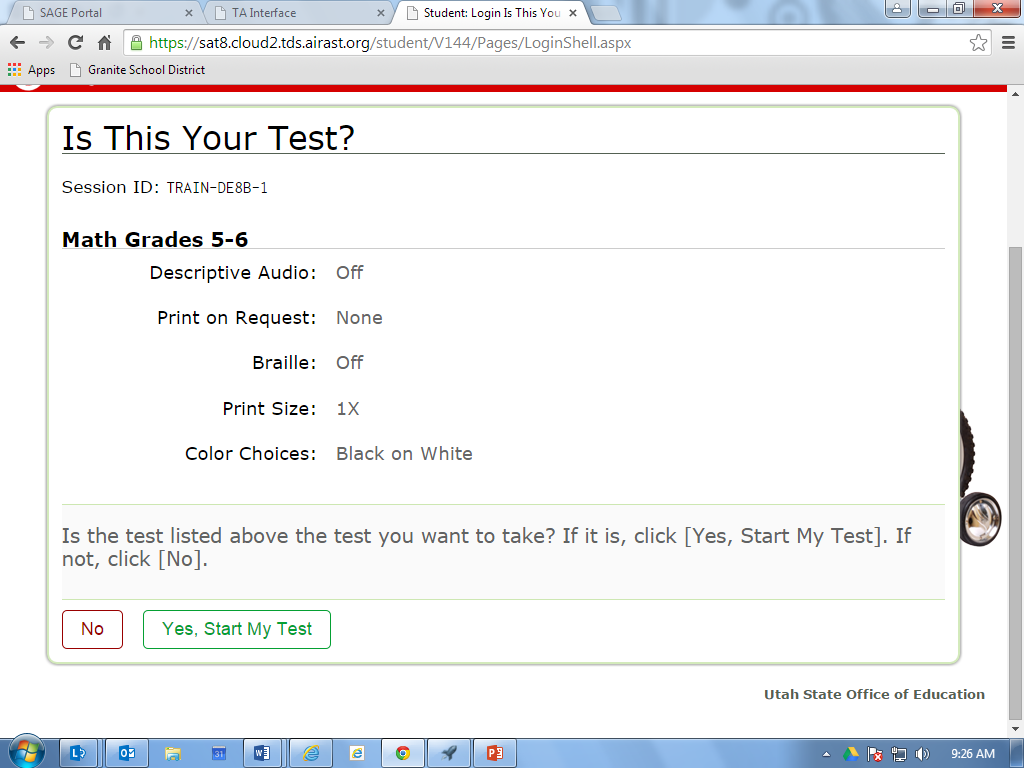 SAGE Portal
TA Interface
Student: Login Is This You
https://sat8.cloud2.tds.airast.org/student/V144/Pages/LoginShell.aspx
Apps
Granite School District
Is This Your Test?
Session ID: TRAIN-DE8B-1
Math Grades 5-6
Descriptive Audio: Off
Print on Request: None
Braille: Off
Print Size: 1X
Color Choices: Black on White
Is the test listed above the test you want to take? If it is, click [Yes, Start My Test]. If
not, click [No].
No
Yes, Start My Test
Utah State Office of Education
9:26 AM